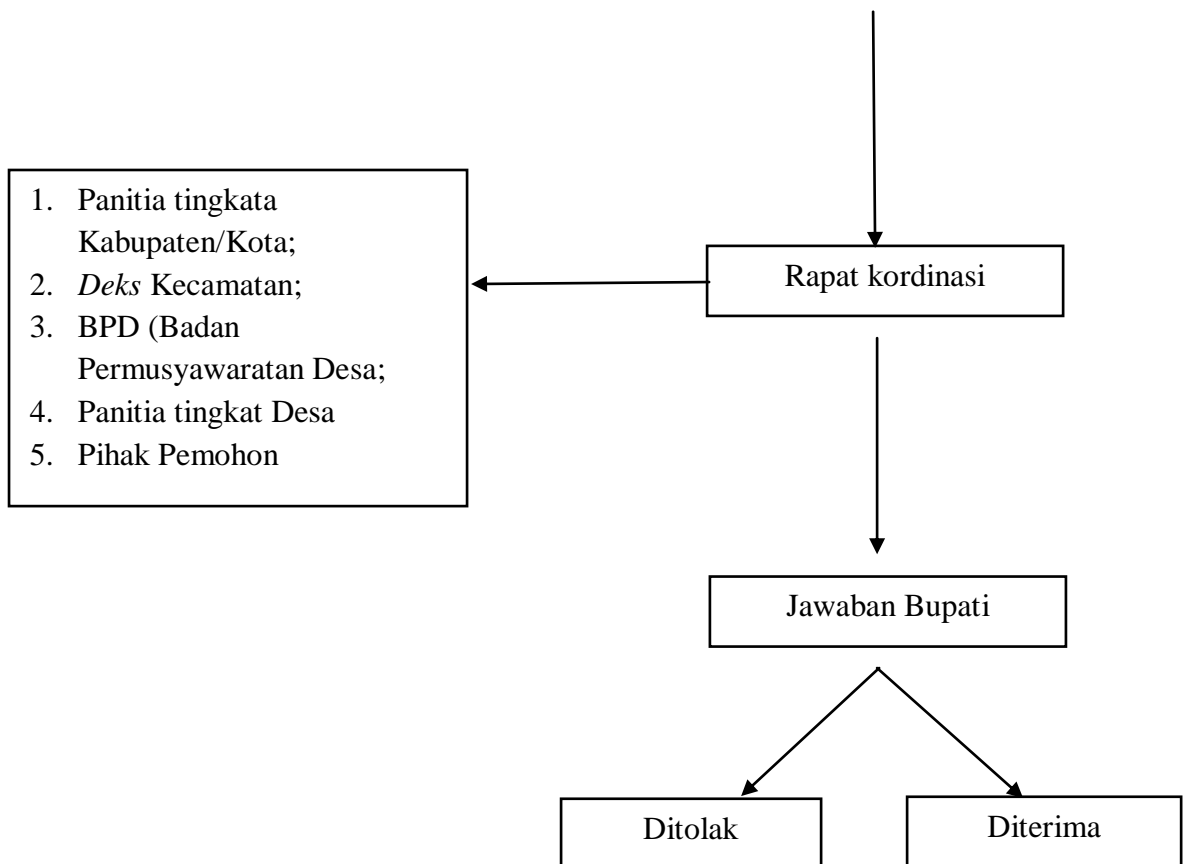 1. Panitia tingkata
Kabupaten/Kota;
2. Deks Kecamatan;
3. BPD (Badan
Permusyawaratan Desa;
4. Panitia tingkat Desa
5. Pihak Pemohon
Rapat kordinasi
Jawaban Bupati
Ditolak
Diterima